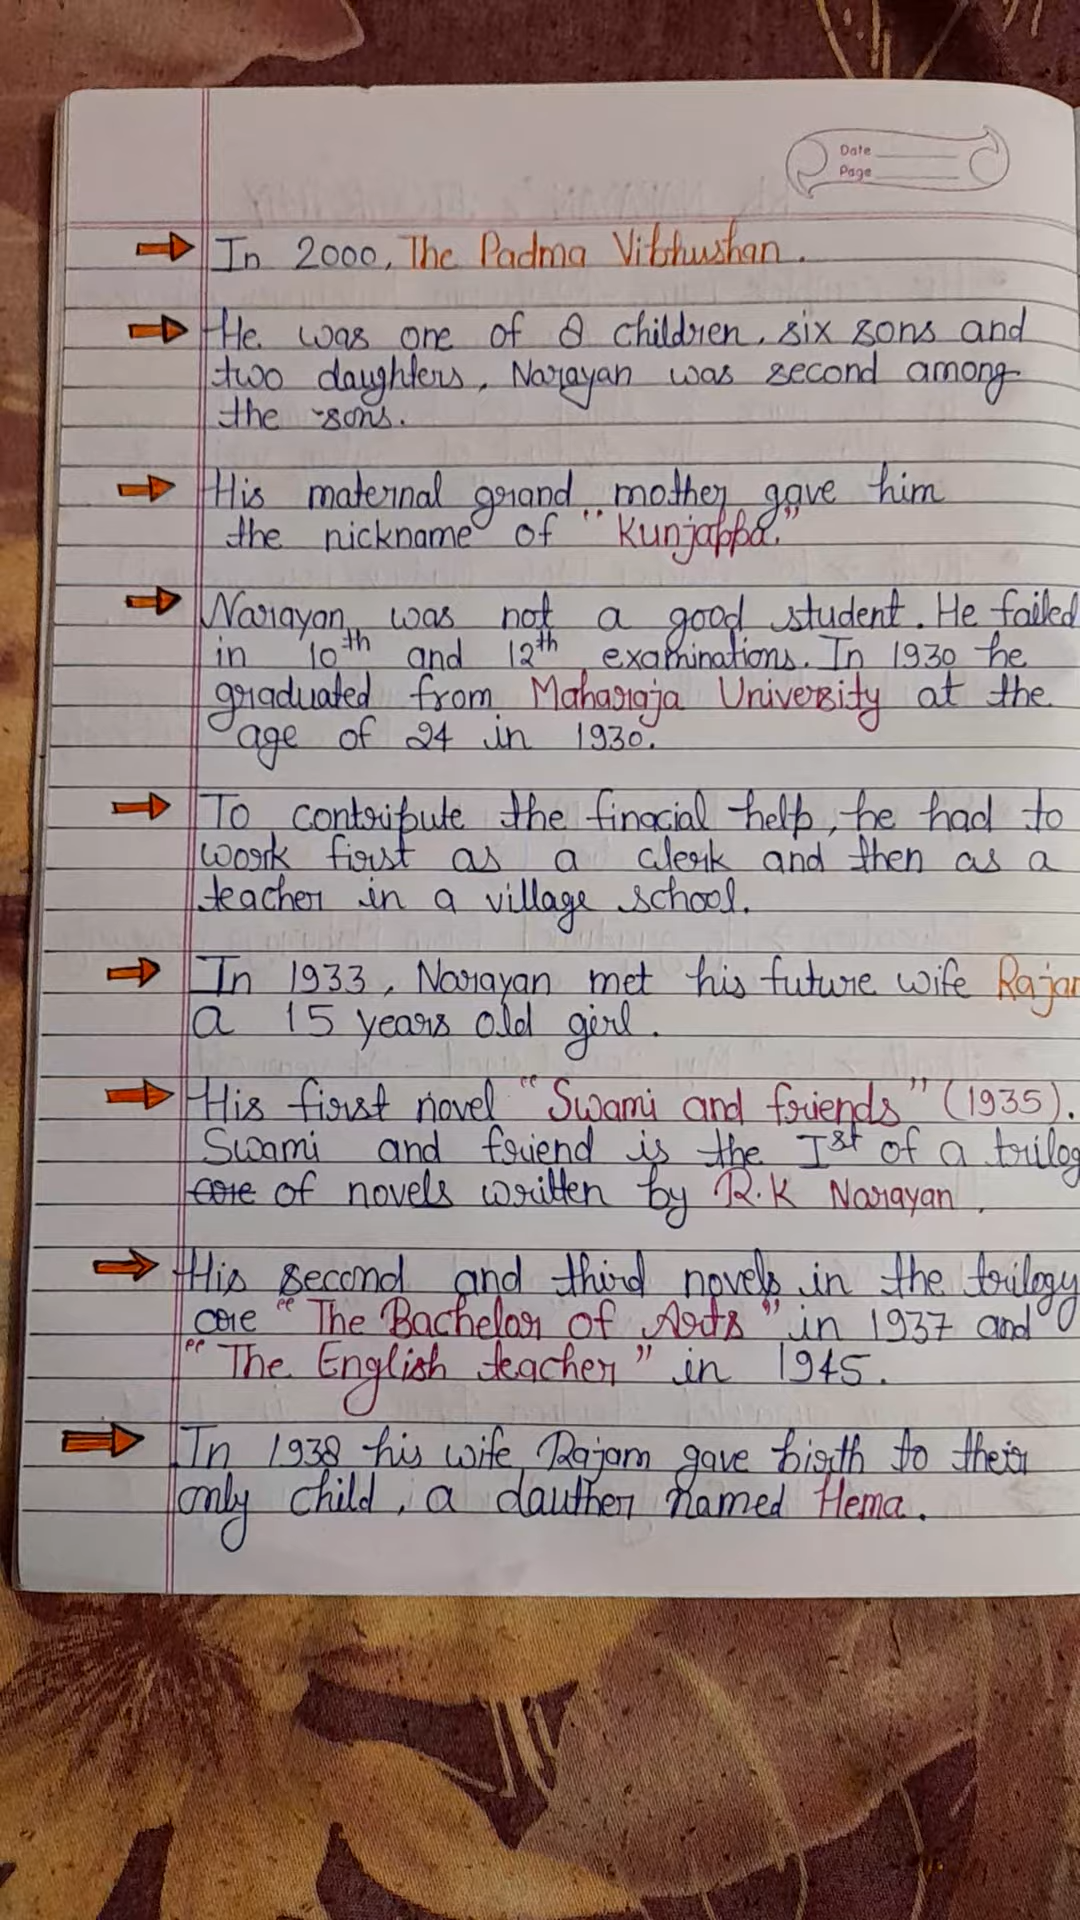 Date
Page
In 2000, The Padma Vibhushan.
He was one of 8 children, six sons and
two daughters, Narayan was second among
the sons.
His maternal grand mother gave him
the nickname of "Kunjappa."
Narayan was not a good student. He failed
in 10th and 12th examinations. In 1930 he
graduated from Maharaja University at the
age of 24 in 1930.
To contribute the finacial help, he had to
work first as a clerk and then as a
teacher in a village school.
In 1933, Narayan met his future wife Rajam
a 15 years old girl.
His first novel "Swami and friends" (1935).
Swami and friend is the Ist of a trilog
are of novels written by R.K Narayan.
His second and third novels in the trilogy
are "The Bachelor of Arts" in 1937 and
"The English teacher" in 1945.
In 1938 his wife Rajam gave birth to their
only child, a dauther named Hema.